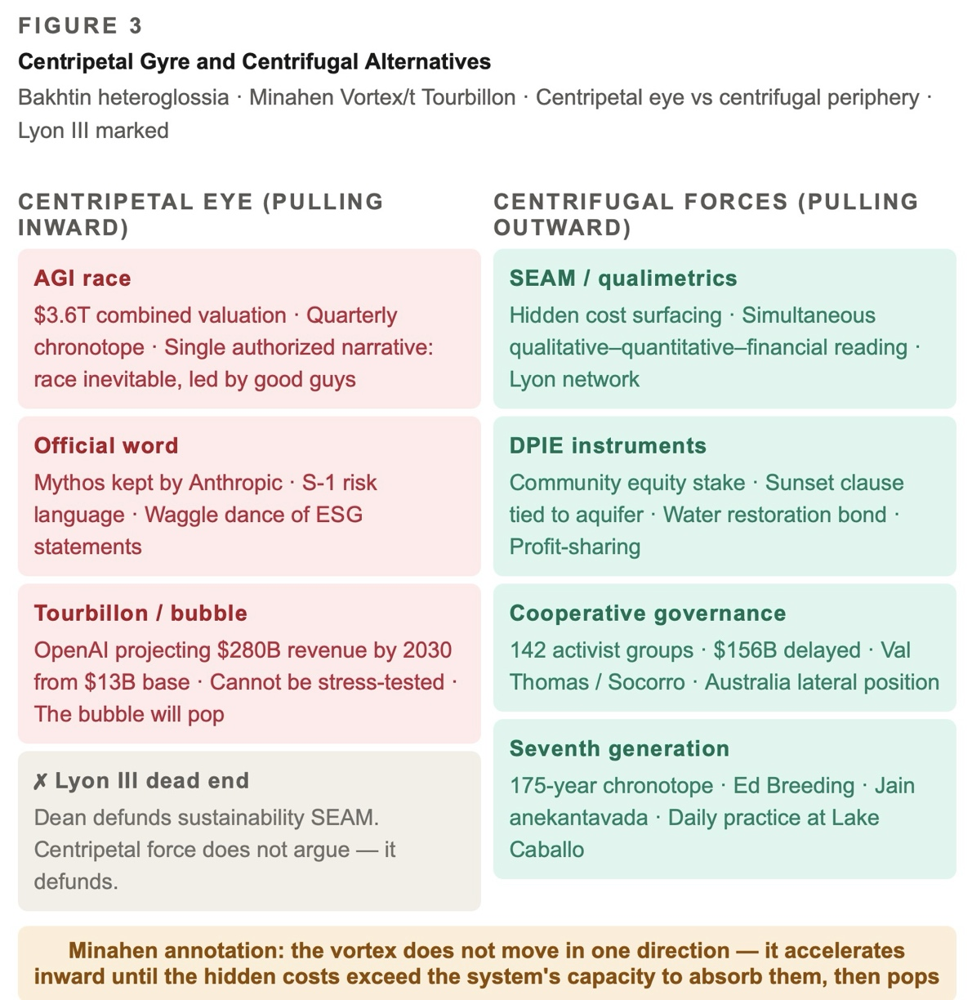 FIGURE 3
Centripetal Gyre and Centrifugal Alternatives
Bakhtin heteroglossia · Minahen Vortex/t Tourbillon · Centripetal eye vs centrifugal periphery ·
Lyon III marked
CENTRIPETAL EYE (PULLING
INWARD)
AGI race
$3.6T combined valuation · Quarterly
chronotope · Single authorized narrative:
race inevitable, led by good guys
Official word
Mythos kept by Anthropic · S-1 risk
language · Waggle dance of ESG
statements
Tourbillon / bubble
OpenAI projecting $280B revenue by 2030
from $13B base · Cannot be stress-tested ·
The bubble will pop
✗ Lyon III dead end
Dean defunds sustainability SEAM.
Centripetal force does not argue — it
defunds.
CENTRIFUGAL FORCES (PULLING
OUTWARD)
SEAM / qualimetrics
Hidden cost surfacing · Simultaneous
qualitative–quantitative–financial reading ·
Lyon network
DPIE instruments
Community equity stake · Sunset clause
tied to aquifer · Water restoration bond ·
Profit-sharing
Cooperative governance
142 activist groups · $156B delayed · Val
Thomas / Socorro · Australia lateral position
Seventh generation
175-year chronotope · Ed Breeding · Jain
anekantavada · Daily practice at Lake
Caballo
Minahen annotation: the vortex does not move in one direction — it accelerates
inward until the hidden costs exceed the system's capacity to absorb them, then pops